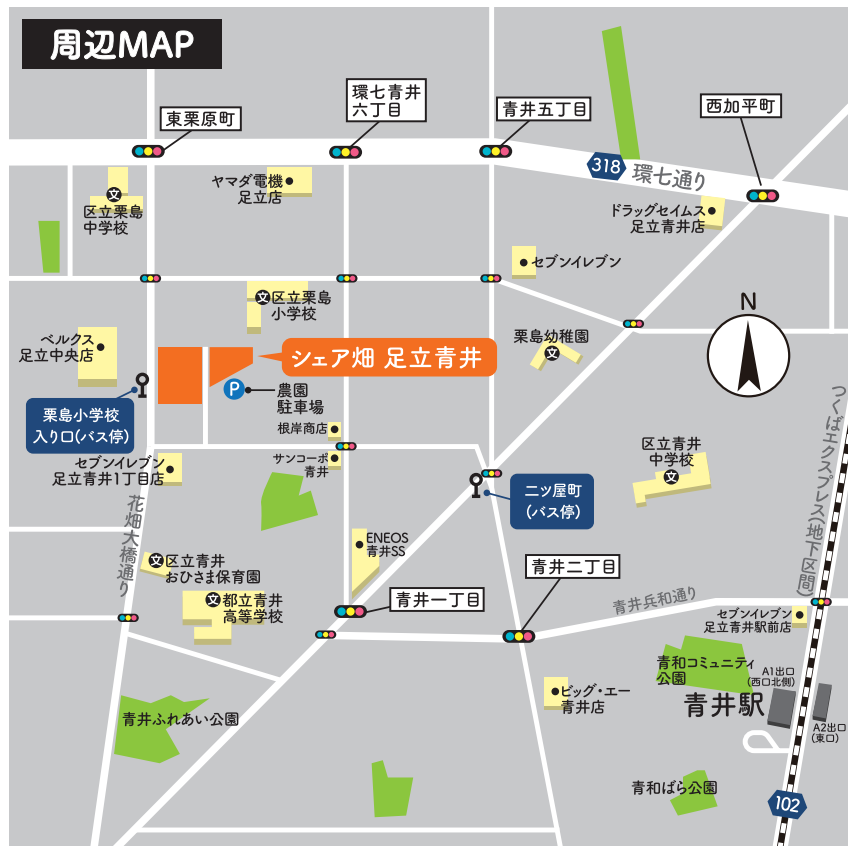 周辺MAP
東栗原町
環七青井
六丁目
青井五丁目
西加平町
318
環七通り
文
区立栗島
中学校
ヤマダ電機
足立店
ドラッグセイムス
足立青井店
セブンイレブン
文
区立栗島
小学校
N
栗島幼稚園
文
ベルクス
足立中央店
シェア畑 足立青井
P
農園
駐車場
栗島小学校
入り口(バス停)
根岸商店
サンコーポ
青井
セブンイレブン
足立青井1丁目店
区立青井
中学校
文
二ツ屋町
(バス停)
つくばエクスプレス(地下区間)
花畑大橋通り
ENEOS
青井SS
文
区立青井
おひさま保育園
文
都立青井
高等学校
青井一丁目
青井二丁目
青井兵和通り
セブンイレブン
足立青井駅前店
青和コミュニティ
公園
A1出口
(西口北側)
青井駅
A2出口
(東口)
ビッグ・エー
青井店
青井ふれあい公園
青和ばら公園
102